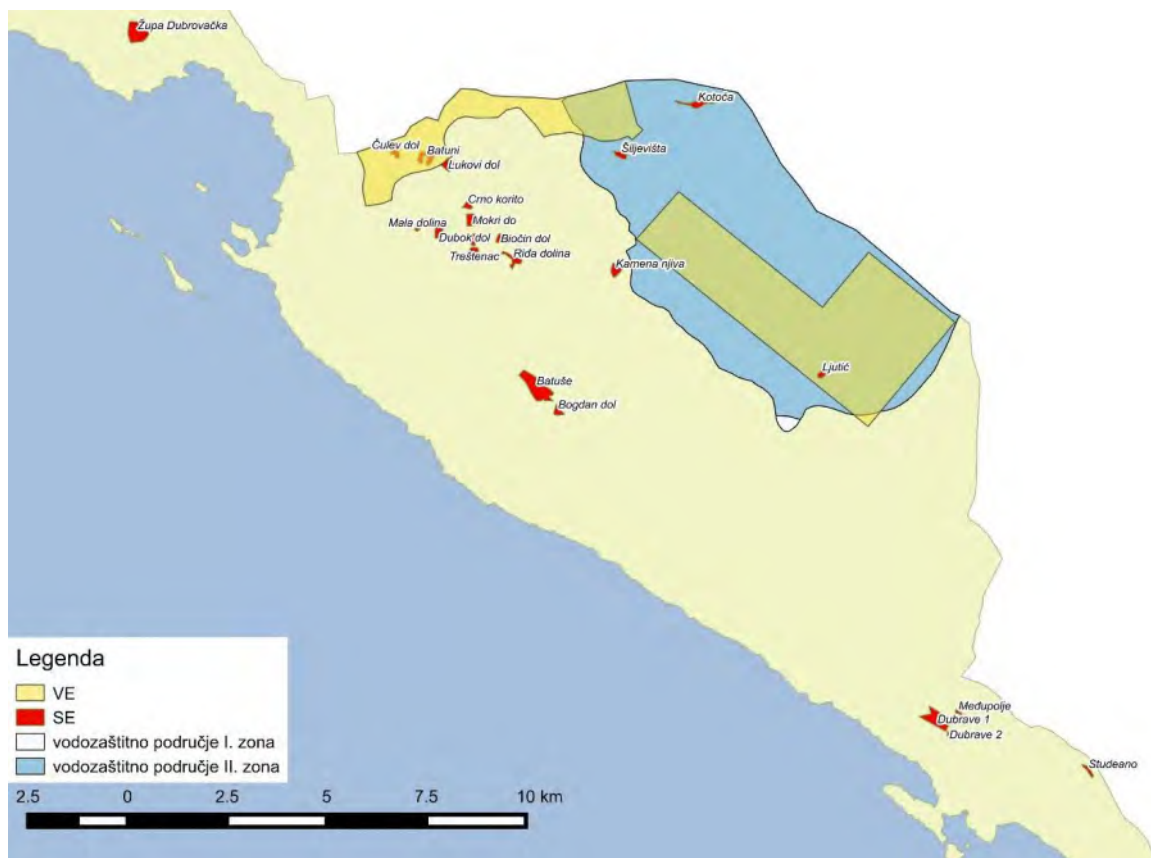 Župa Dubrovačka
Kotoča
Čulev dol
Batuni
Šiljevišta
Lukovi dol
Crno korito
Mala dolina
Mokri do
Dubok dol
Biočin dol
Treštenac
Riđa dolina
Kamena njiva
Ljutić
Batuše
Bogdan dol
Legenda
VE
SE
vodozaštitno područje I. zona
vodozaštitno područje II. zona
2.5 0 2.5 5 7.5 10 km
Međupolje
Dubrave 1
Dubrave 2
Studeano